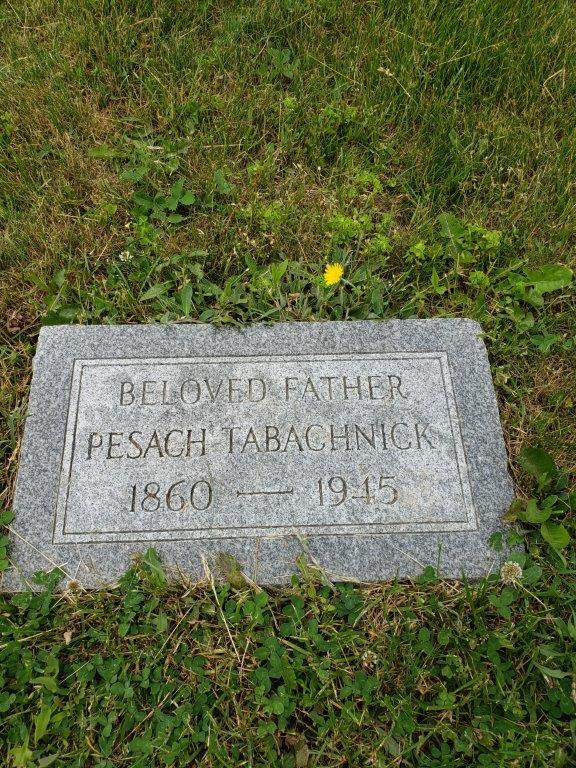 BELOVED FATHER
PESACH TABACHNICK
1860 — 1945